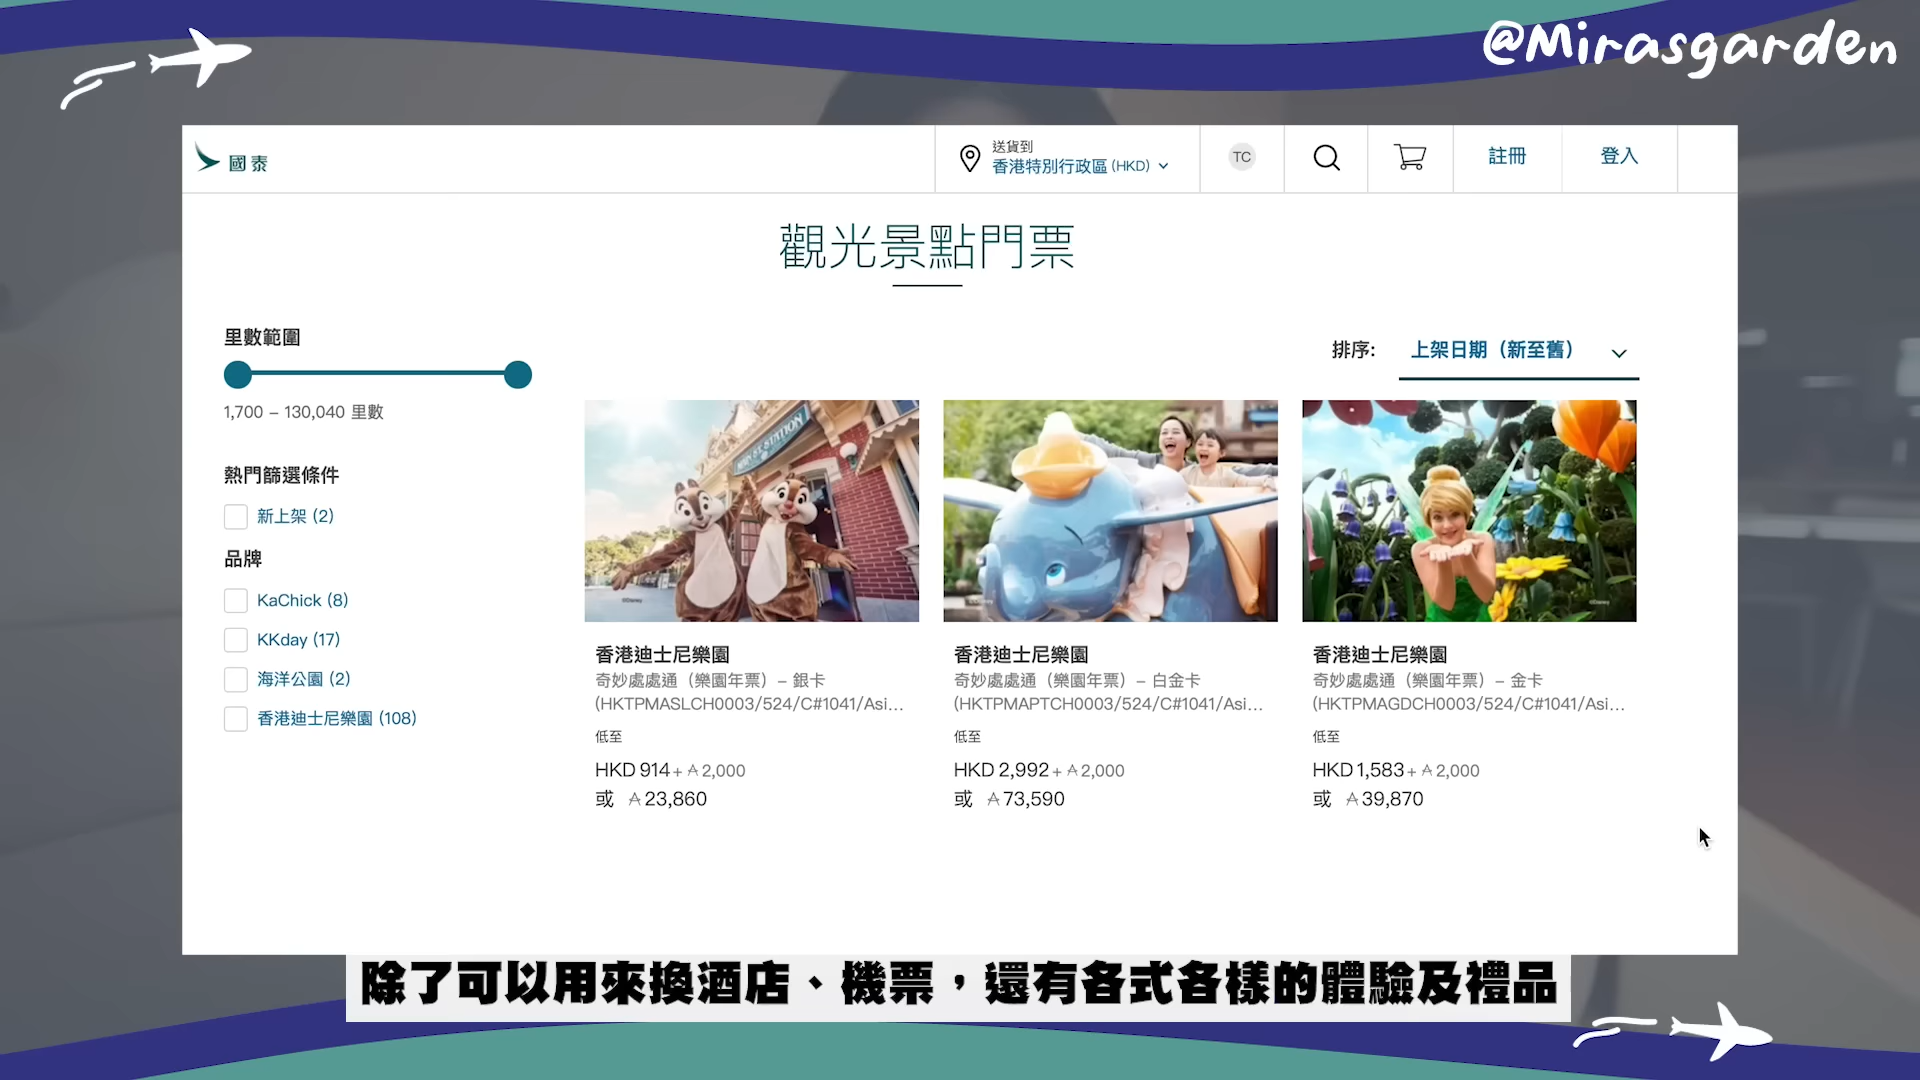 @Mirasgarden
國泰
送貨到
香港特別行政區 (HKD)
TC
註冊
登入
觀光景點門票
里數範圍
1,700 – 130,040 里數
熱門篩選條件
新上架 (2)
品牌
KaChick (8)
KKday (17)
海洋公園 (2)
香港迪士尼樂園 (108)
排序:
上架日期（新至舊）
香港迪士尼樂園
奇妙處處通（樂園年票）– 銀卡
(HKTPMASLCH0003/524/C#1041/Asi...
低至
HKD 914 + 2,000
或 23,860
香港迪士尼樂園
奇妙處處通（樂園年票）– 白金卡
(HKTPMAPTCH0003/524/C#1041/Asi...
低至
HKD 2,992 + 2,000
或 73,590
香港迪士尼樂園
奇妙處處通（樂園年票）– 金卡
(HKTPMAGDCH0003/524/C#1041/Asi...
低至
HKD 1,583 + 2,000
或 39,870
除了可以用來換酒店、機票，還有各式各樣的體驗及禮品